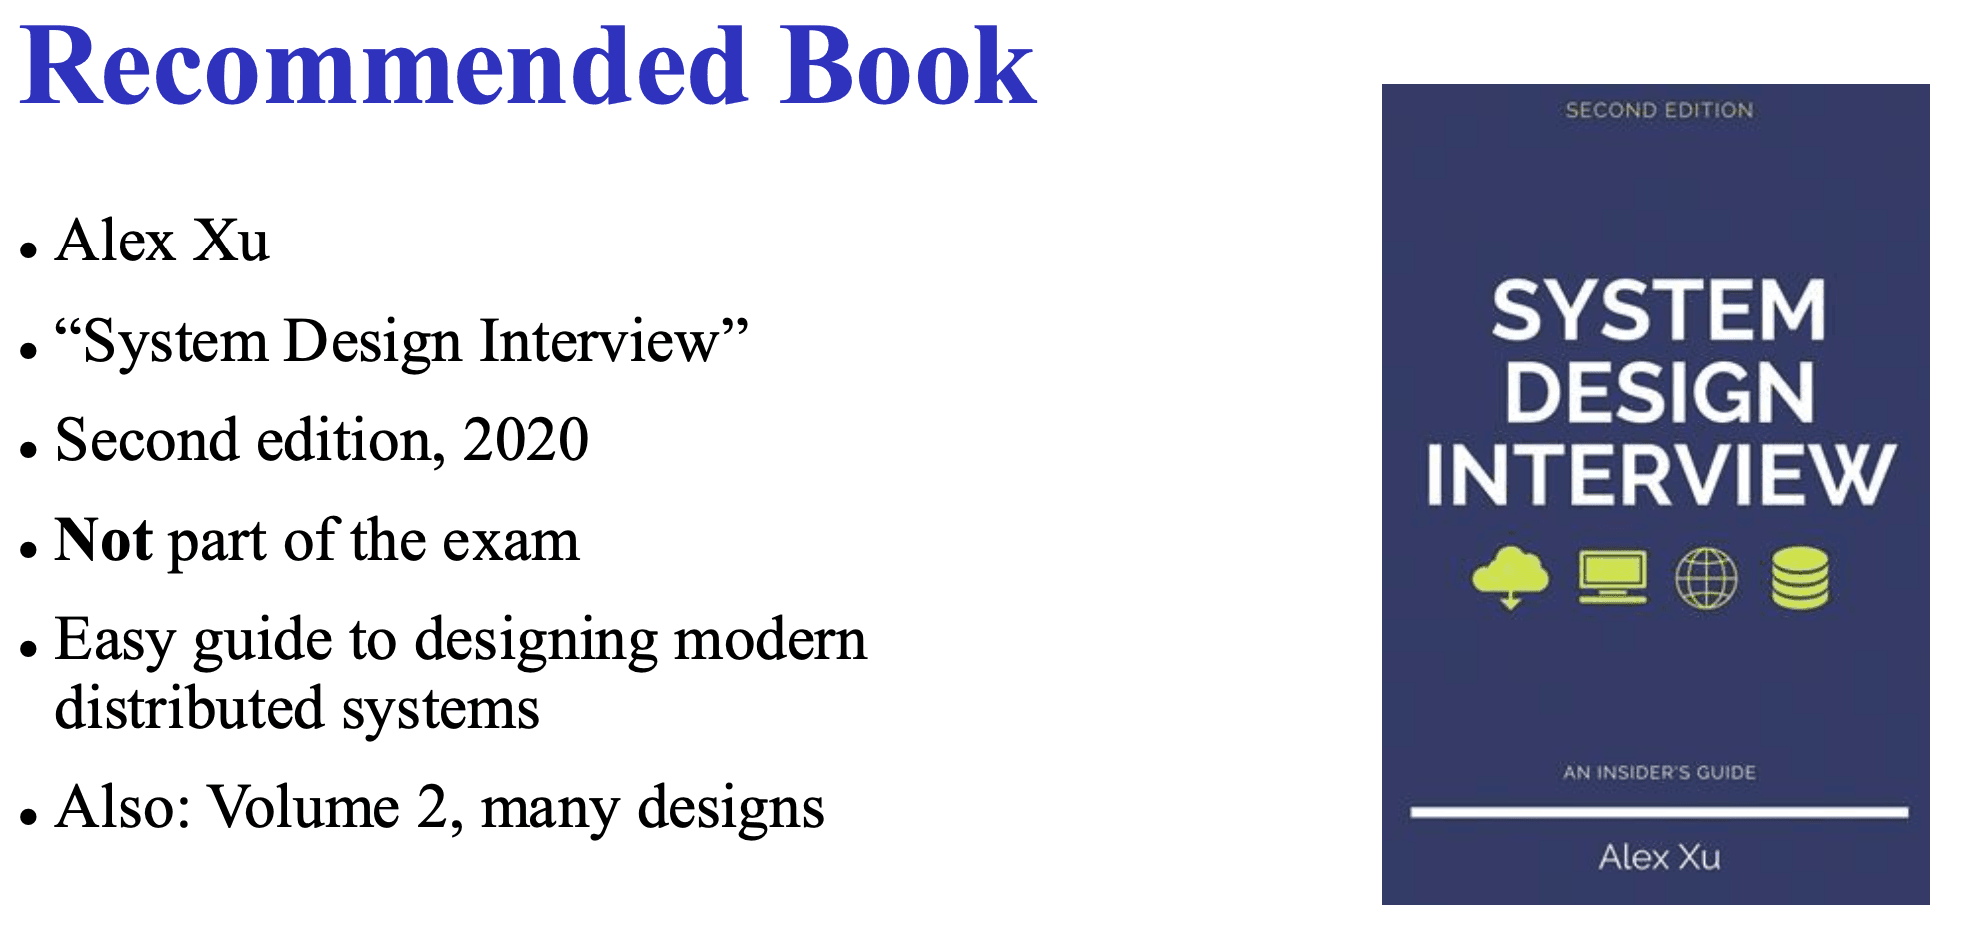 Recommended Book
• Alex Xu
• “System Design Interview”
• Second edition, 2020
• Not part of the exam
• Easy guide to designing modern
distributed systems
• Also: Volume 2, many designs
SECOND EDITION
SYSTEM
DESIGN
INTERVIEW
AN INSIDER'S GUIDE
Alex Xu